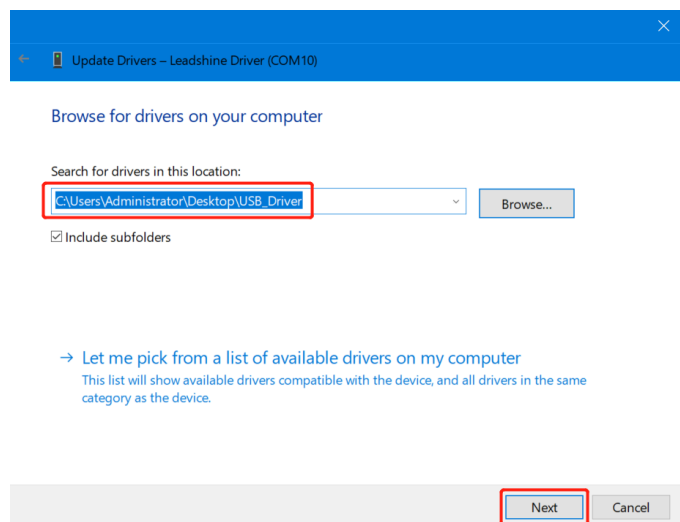 Update Drivers – Leadshine Driver (COM10)
Browse for drivers on your computer
Search for drivers in this location:
C:\Users\Administrator\Desktop\USB_Driver
Browse...
Include subfolders
Let me pick from a list of available drivers on my computer
This list will show available drivers compatible with the device, and all drivers in the same
category as the device.
Next
Cancel